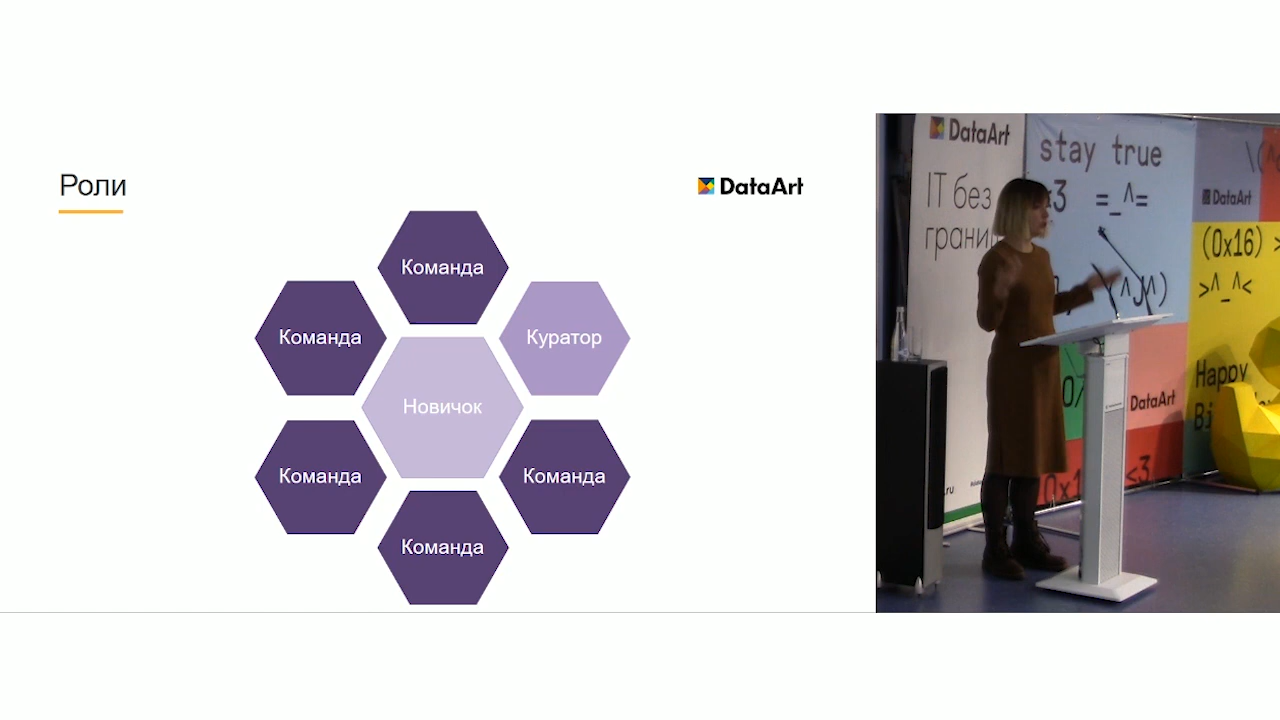 Роли
DataArt
Команда
Команда
Куратор
Новичок
Команда
Команда
Команда
DataArt
IT без
stay true
=_^=
DataArt
(0x16)
>^_^<
Happy
DataArt
<3